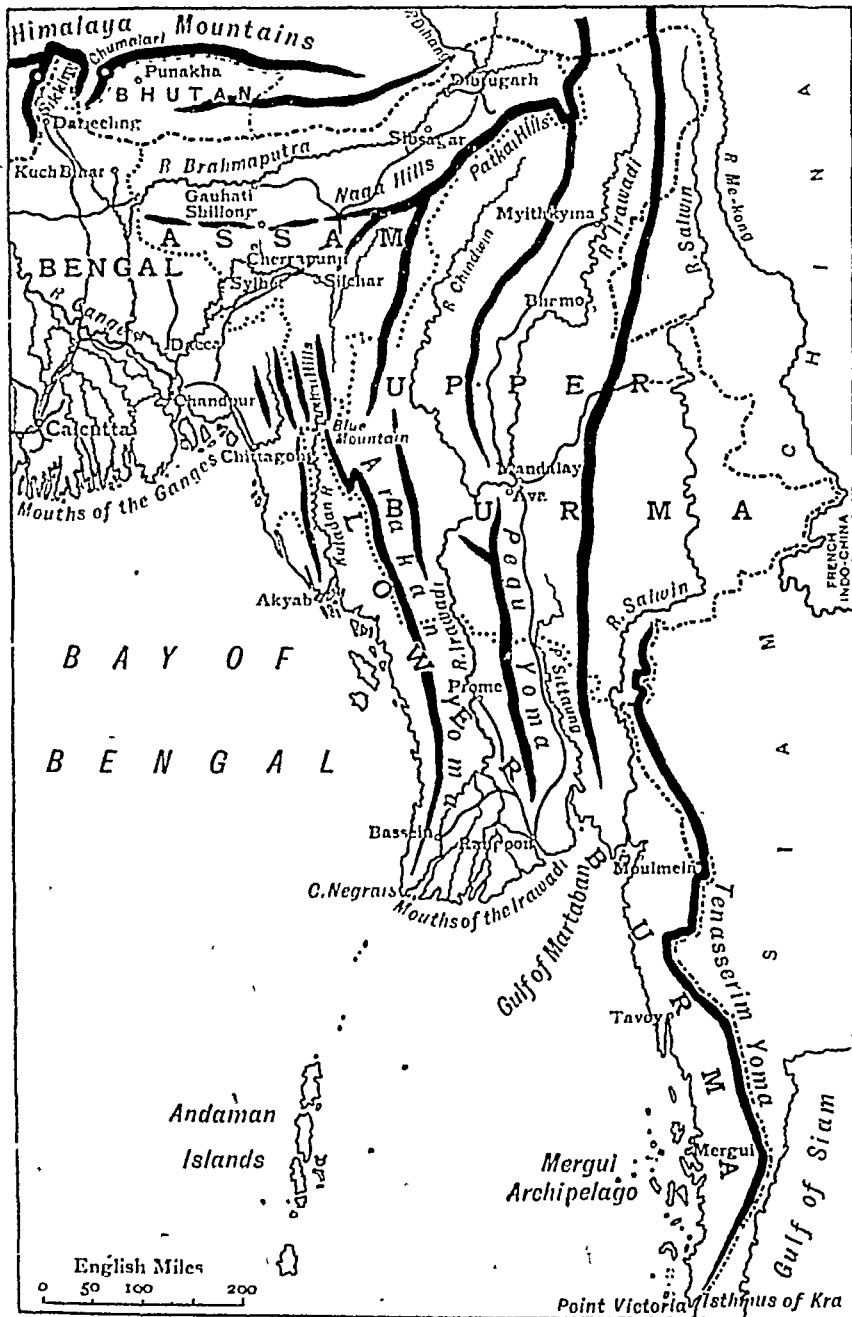 Himalaya Mountains
Chumalari
R. Dihang
Punakha
Sikkim
BHUTAN
Dibrugarh
Darjeeling
Sibsagar
R. Brahmaputra
Naga Hills
Patkai Hills
Kuch Bihar
Gauhati
Shillong
Myithkyina
R. Irawadi
R. Salwin
R. Me-kong
ASSAM
Cherrapunji
BENGAL
Sylhet
Silchar
R. Chindwin
Bhamo
R. Ganges
Dacca
Lushai Hills
UPPER
CHINA
Chandpur
Calcutta
Blue Mountain
Chittagong
Mandalay
Ava
Mouths of the Ganges
BURMA
Kuladan R.
Arakan Yoma
Pegu Yoma
FRENCH
INDO-CHINA
Akyab
R. Irawadi
R. Salwin
LOWER BURMA
BAY OF
BENGAL
Prome
R. Sittaung
SIAM
Bassein
Rangoon
Moulmein
C. Negrais
Mouths of the Irawadi
Gulf of Martaban
Tenasserim Yoma
Tavoy
Andaman
Islands
Mergui
Mergui
Archipelago
Gulf of Siam
English Miles
0 50 100 200
Point Victoria
Isthmus of Kra